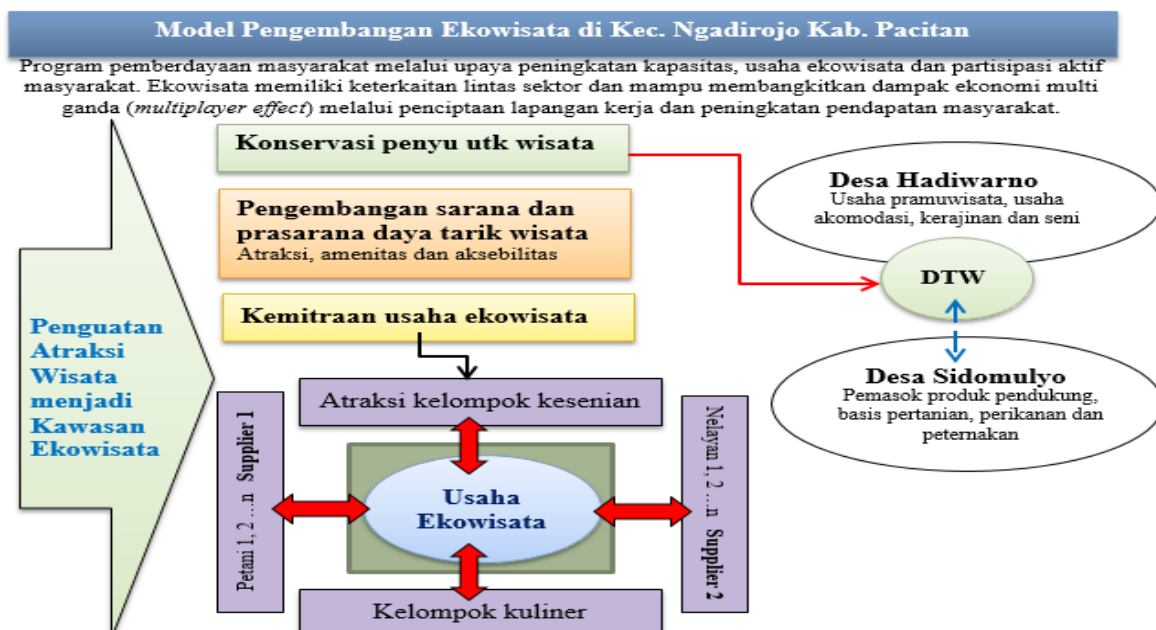 Model Pengembangan Ekowisata di Kec. Ngadirojo Kab. Pacitan
Program pemberdayaan masyarakat melalui upaya peningkatan kapasitas, usaha ekowisata dan partisipasi aktif
masyarakat. Ekowisata memiliki keterkaitan lintas sektor dan mampu membangkitkan dampak ekonomi multi
ganda (multiplayer effect) melalui penciptaan lapangan kerja dan peningkatan pendapatan masyarakat.
Penguatan
Atraksi
Wisata
menjadi
Kawasan
Ekowisata
Konservasi penyu utk wisata
Pengembangan sarana dan
prasarana daya tarik wisata
Atraksi, amenitas dan aksebilitas
Kemitraan usaha ekowisata
Atraksi kelompok kesenian
Petani 1, 2 ...n Supplier 1
Usaha
Ekowisata
Nelayan 1, 2 ...n Supplier 2
Kelompok kuliner
Desa Hadiwarno
Usaha pramuwisata, usaha
akomodasi, kerajinan dan seni
DTW
Desa Sidomulyo
Pemasok produk pendukung,
basis pertanian, perikanan dan
peternakan